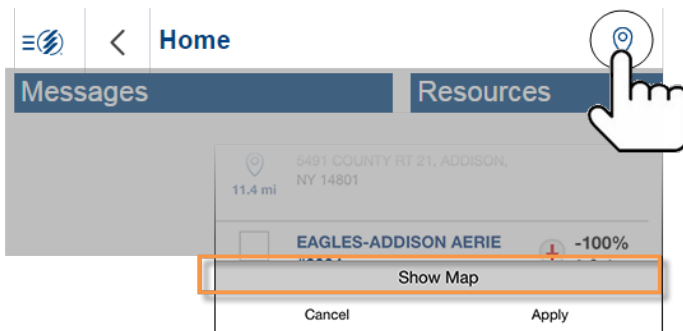 Home
Messages
Resources
5491 COUNTY RT 21, ADDISON,
11.4 mi
NY 14801
EAGLES-ADDISON AERIE
-100%
Show Map
Cancel
Apply